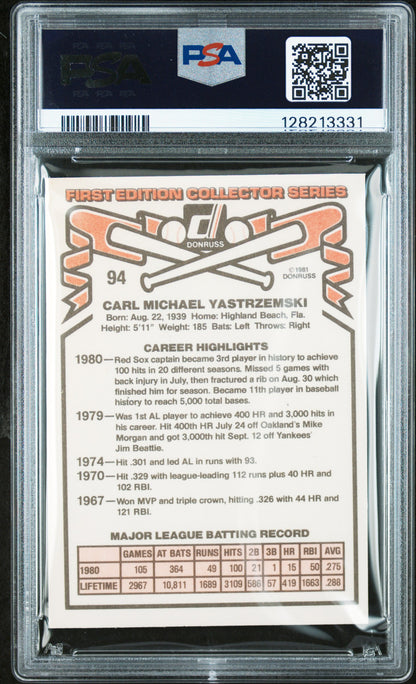 PSA
PSA
128213331
FIRST EDITION COLLECTOR SERIES
d
DONRUSS
94
© 1981
DONRUSS
CARL MICHAEL YASTRZEMSKI
Born: Aug. 22, 1939 Home: Highland Beach, Fla.
Height: 5'11" Weight: 185 Bats: Left Throws: Right
CAREER HIGHLIGHTS
1980—Red Sox captain became 3rd player in history to achieve
100 hits in 20 different seasons. Missed 5 games with
back injury in July, then fractured a rib on Aug. 30 which
finished him for season. Became 11th player in baseball
history to reach 5,000 total bases.
1979—Was 1st AL player to achieve 400 HR and 3,000 hits in
his career. Hit 400th HR July 24 off Oakland's Mike
Morgan and got 3,000th hit Sept. 12 off Yankees'
Jim Beattie.
1974—Hit .301 and led AL in runs with 93.
1970—Hit .329 with league-leading 112 runs plus 40 HR and
102 RBI.
1967—Won MVP and triple crown, hitting .326 with 44 HR and
121 RBI.
MAJOR LEAGUE BATTING RECORD
GAMES AT BATS RUNS HITS 2B 3B HR RBI AVG
1980 105 364 49 100 21 1 15 50 .275
LIFETIME 2967 10,811 1689 3109 586 57 419 1663 .288